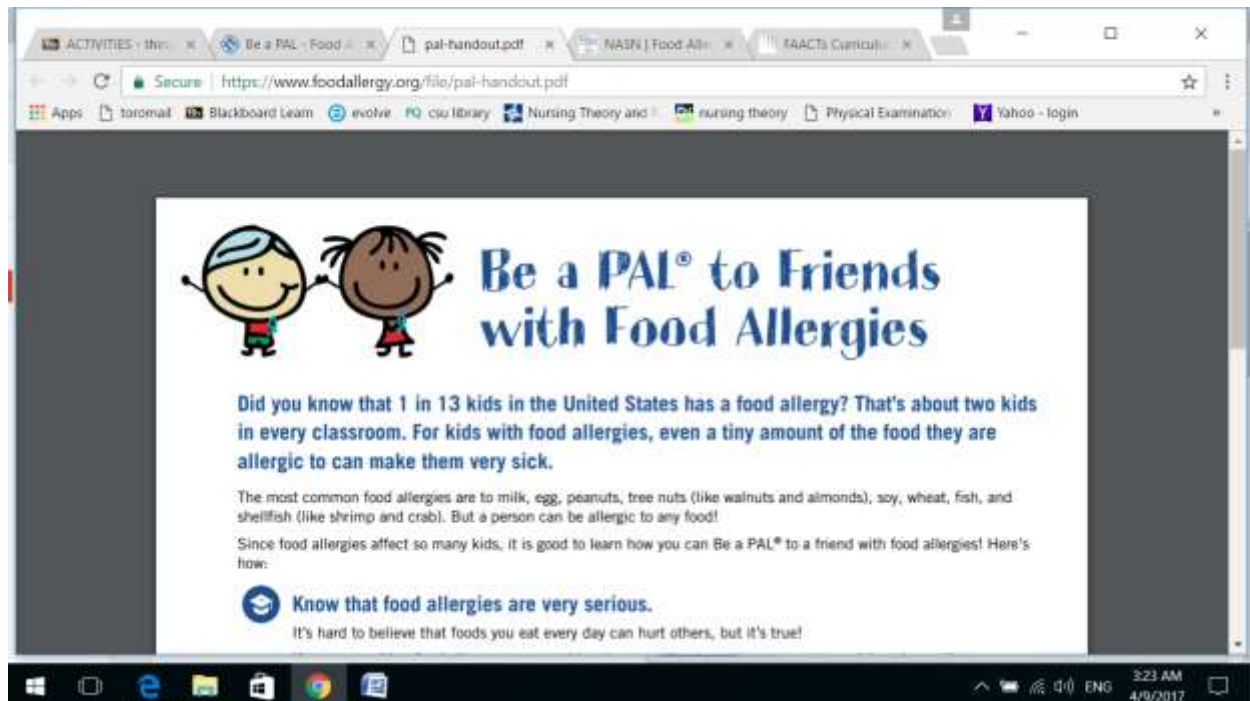 ACTIVITIES - thr
Be a PAL - Food A
pal-handout.pdf
NASN | Food Alle
FAACTs Curricul
Secure | https://www.foodallergy.org/file/pal-handout.pdf
Apps toromail Blackboard Learn evolve PQ csu library Nursing Theory and nursing theory Physical Examination Yahoo - login
Be a PAL® to Friends
with Food Allergies
Did you know that 1 in 13 kids in the United States has a food allergy? That's about two kids
in every classroom. For kids with food allergies, even a tiny amount of the food they are
allergic to can make them very sick.
The most common food allergies are to milk, egg, peanuts, tree nuts (like walnuts and almonds), soy, wheat, fish, and
shellfish (like shrimp and crab). But a person can be allergic to any food!
Since food allergies affect so many kids, it is good to learn how you can Be a PAL® to a friend with food allergies! Here's
how:
Know that food allergies are very serious.
It's hard to believe that foods you eat every day can hurt others, but it's true!
ENG
3:23 AM
4/9/2017